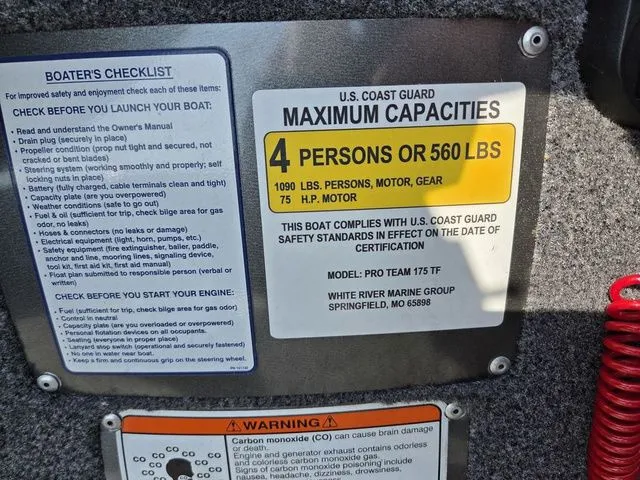 BOATER'S CHECKLIST
For improved safety and enjoyment check each of these items:
CHECK BEFORE YOU LAUNCH YOUR BOAT:
• Read and understand the Owner's Manual
• Drain plug (securely in place)
• Propeller condition (prop nut tight and secured, not
cracked or bent blades)
• Steering system (working smoothly and properly; self
locking nuts in place)
• Battery (fully charged, cable terminals clean and tight)
• Capacity plate (are you overpowered)
• Weather conditions (safe to go out)
• Fuel & oil (sufficient for trip, check bilge area for gas
odor, no leaks)
• Hoses & connectors (no leaks or damage)
• Electrical equipment (light, horn, pumps, etc.)
• Safety equipment (fire extinguisher, bailer, paddle,
anchor and line, mooring lines, signaling device,
tool kit, first aid kit, first aid manual)
• Float plan submitted to responsible person (verbal or
written)
CHECK BEFORE YOU START YOUR ENGINE:
• Fuel (sufficient for trip, check bilge area for gas odor)
• Control in neutral
• Capacity plate (are you overloaded or overpowered)
• Personal flotation devices on all occupants.
• Seating (everyone in proper place)
• Lanyard stop switch (operational and securely fastened)
• No one in water near boat.
• Keep a firm and continuous grip on the steering wheel.
U.S. COAST GUARD
MAXIMUM CAPACITIES
4 PERSONS OR 560 LBS
1090 LBS. PERSONS, MOTOR, GEAR
75 H.P. MOTOR
THIS BOAT COMPLIES WITH U.S. COAST GUARD
SAFETY STANDARDS IN EFFECT ON THE DATE OF
CERTIFICATION
MODEL: PRO TEAM 175 TF
WHITE RIVER MARINE GROUP
SPRINGFIELD, MO 65898
WARNING
CO CO CO CO CO CO CO CO CO
Carbon monoxide (CO) can cause brain damage
or death.
Engine and generator exhaust contains odorless
and colorless carbon monoxide gas.
Signs of carbon monoxide poisoning include
nausea, headache, dizziness, drowsiness,